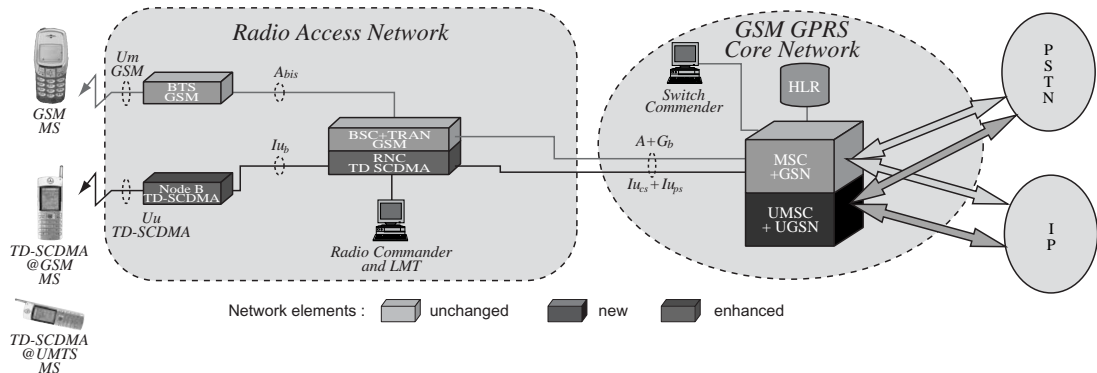 Radio Access Network
GSM GPRS
Core Network
Um
GSM
BTS
GSM
Abis
GSM
MS
BSC+TRAN
GSM
RNC
TD SCDMA
Iub
Node B
TD-SCDMA
Uu
TD-SCDMA
TD-SCDMA
@GSM
MS
Radio Commander
and LMT
Switch
Commender
HLR
A+Gb
Iucs+Iups
MSC
+GSN
UMSC
+ UGSN
P
S
T
N
I
P
Network elements : unchanged new enhanced
TD-SCDMA
@UMTS
MS